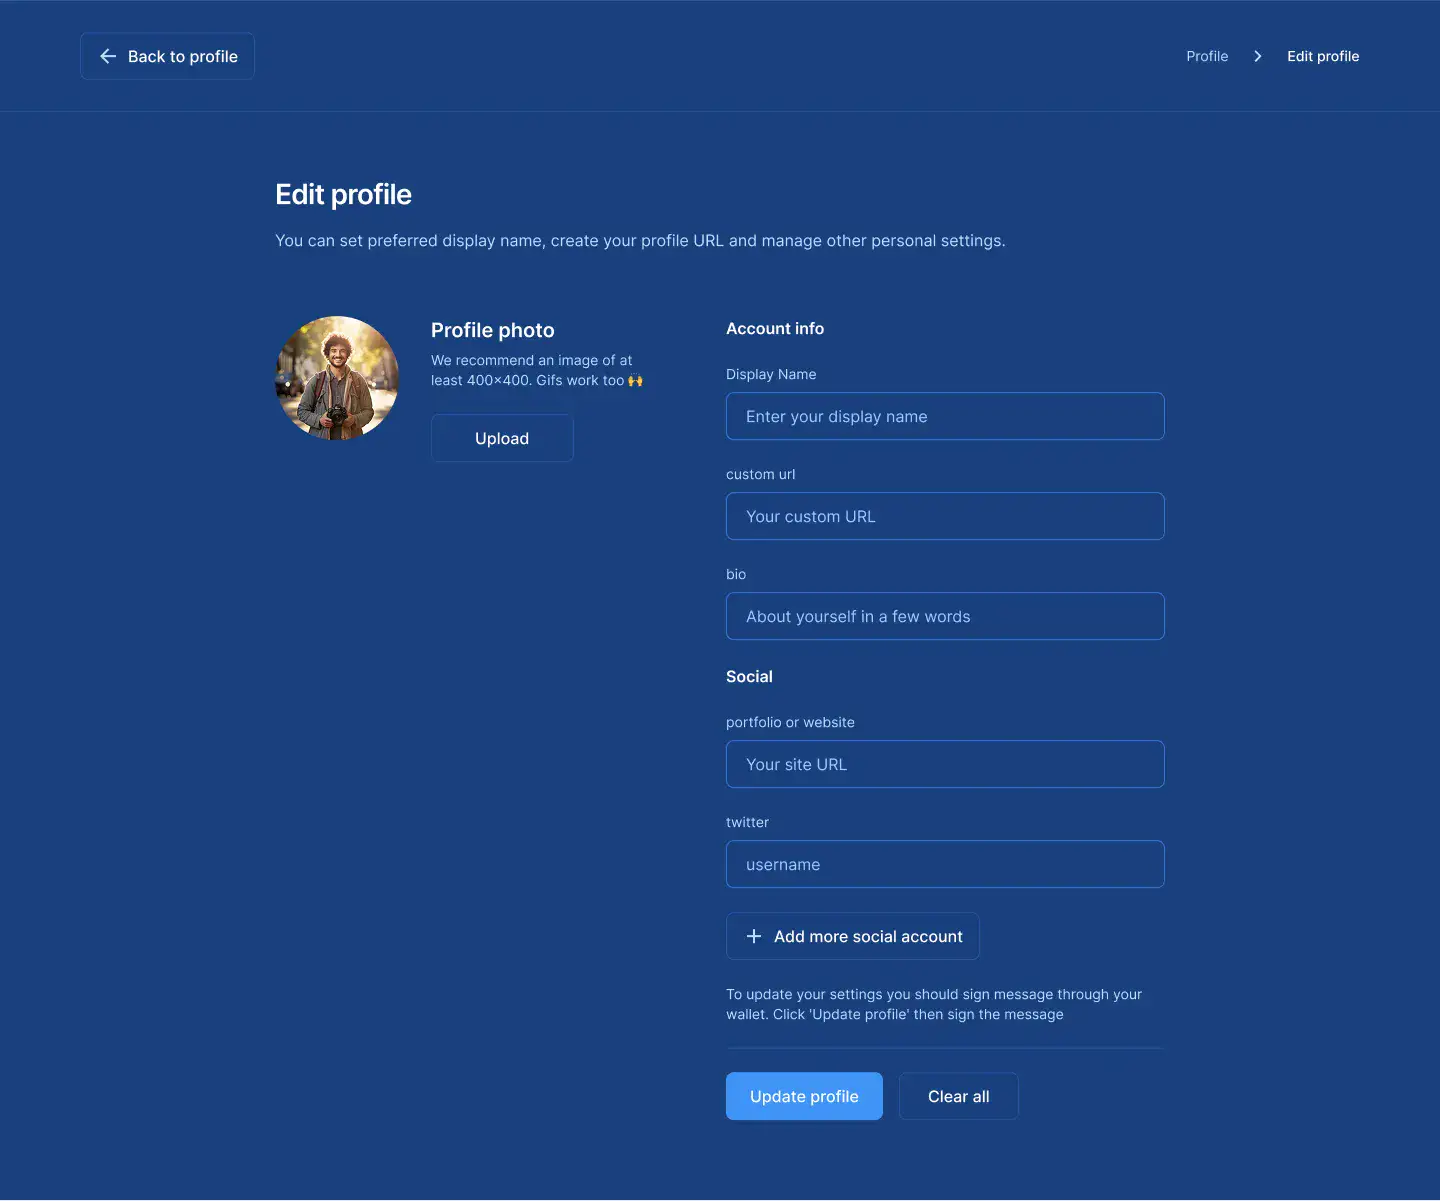 Back to profile
Profile
Edit profile
Edit profile
You can set preferred display name, create your profile URL and manage other personal settings.
Profile photo
We recommend an image of at
least 400×400. Gifs work too 🙌
Upload
Account info
Display Name
Enter your display name
custom url
Your custom URL
bio
About yourself in a few words
Social
portfolio or website
Your site URL
twitter
username
Add more social account
To update your settings you should sign message through your
wallet. Click 'Update profile' then sign the message
Update profile
Clear all